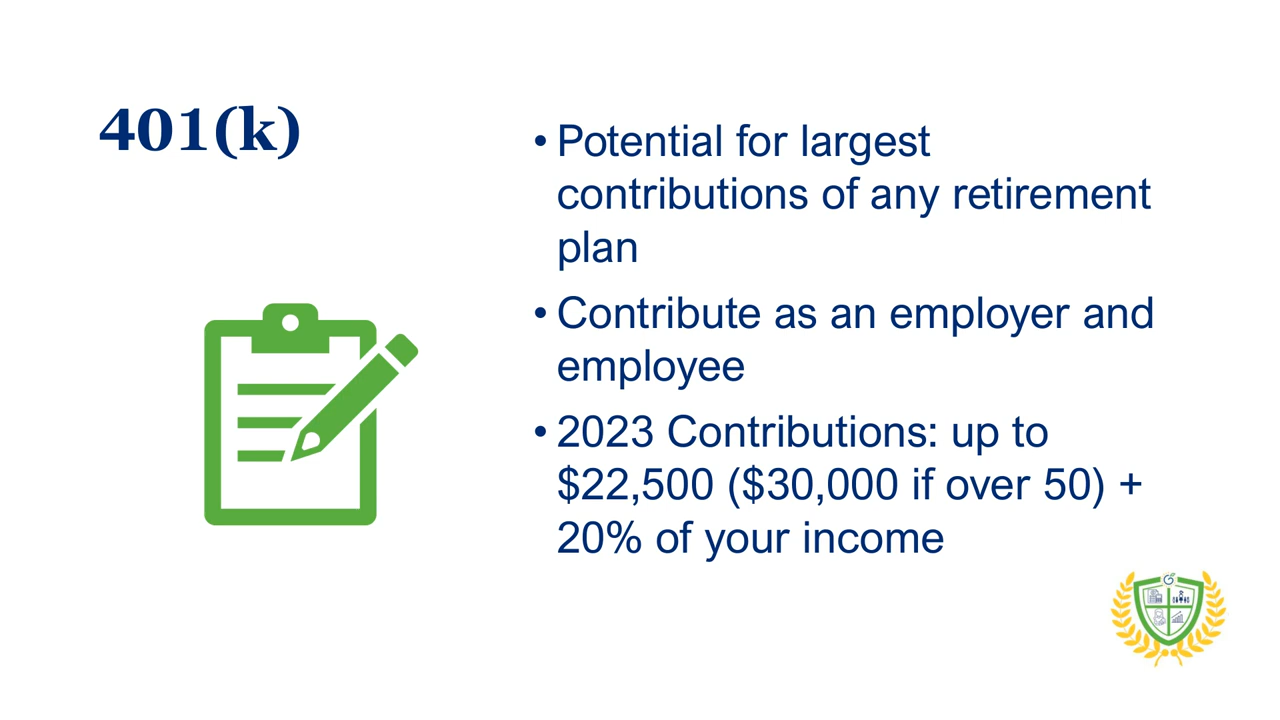 401(k)
• Potential for largest
contributions of any retirement
plan
• Contribute as an employer and
employee
• 2023 Contributions: up to
$22,500 ($30,000 if over 50) +
20% of your income